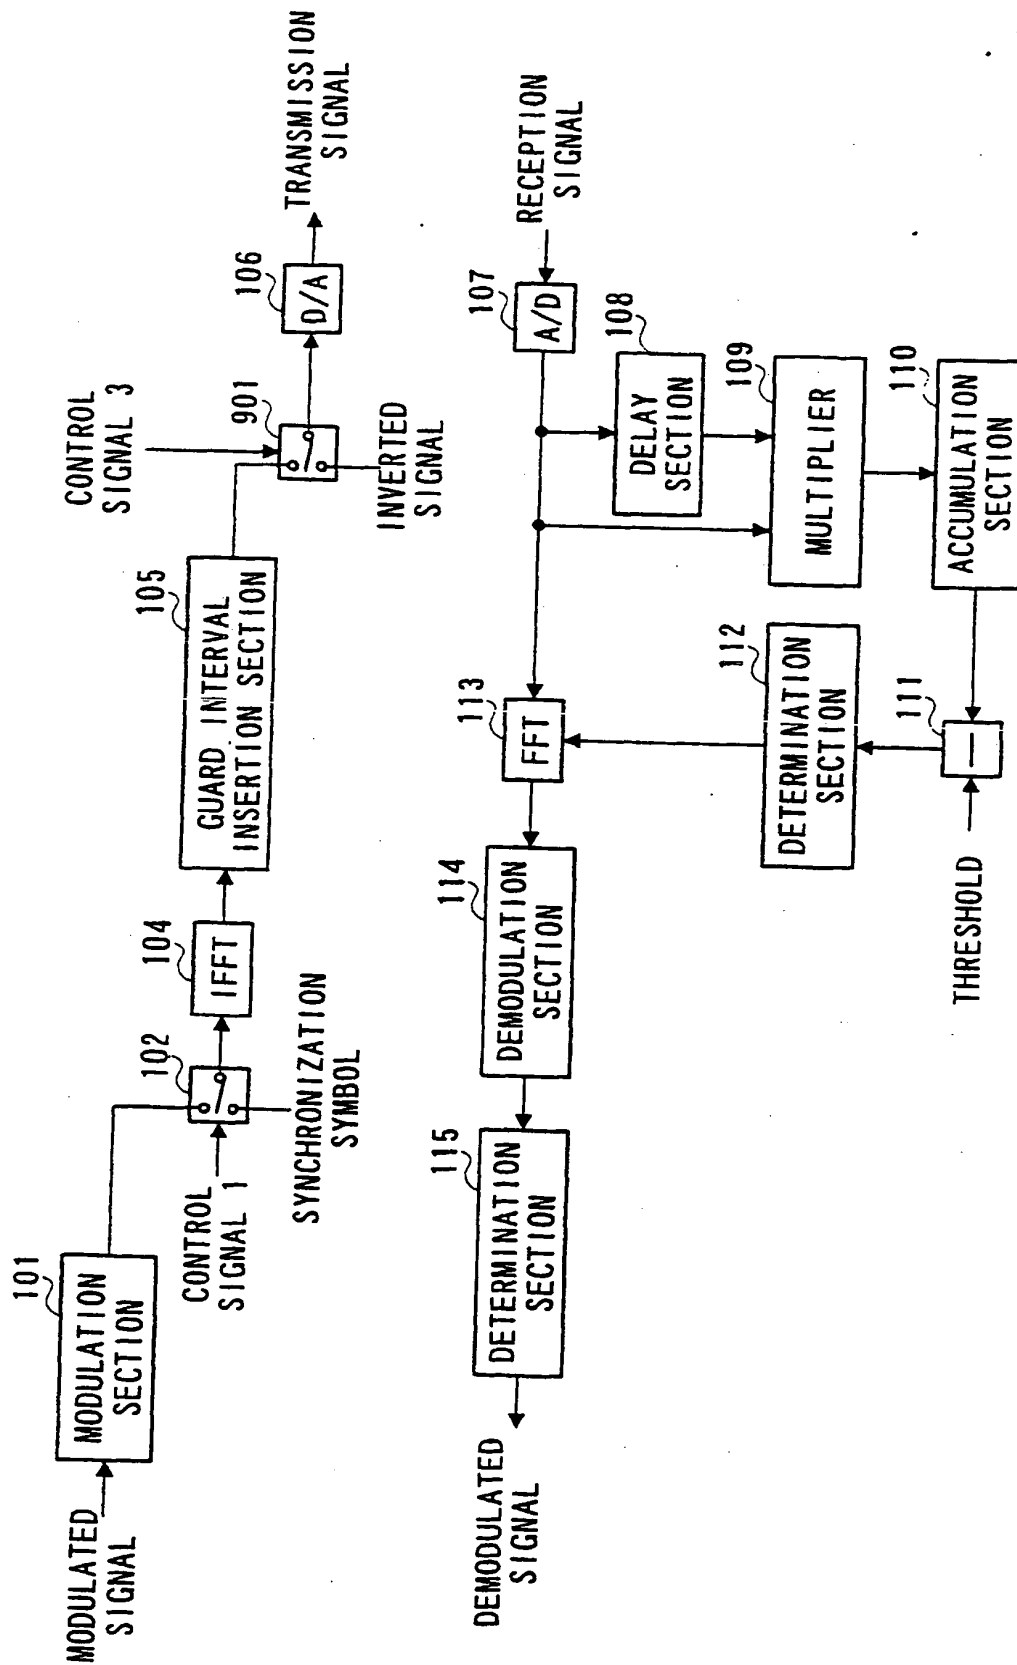 MODULATED
SIGNAL
101
MODULATION
SECTION
CONTROL
SIGNAL 1
102
SYNCHRONIZATION
SYMBOL
104
IFFT
105
GUARD INTERVAL
INSERTION SECTION
CONTROL
SIGNAL 3
901
INVERTED
SIGNAL
106
D/A
TRANSMISSION
SIGNAL
DEMODULATED
SIGNAL
115
DETERMINATION
SECTION
114
DEMODULATION
SECTION
113
FFT
107
A/D
RECEPTION
SIGNAL
108
DELAY
SECTION
109
MULTIPLIER
110
ACCUMULATION
SECTION
112
DETERMINATION
SECTION
111
THRESHOLD